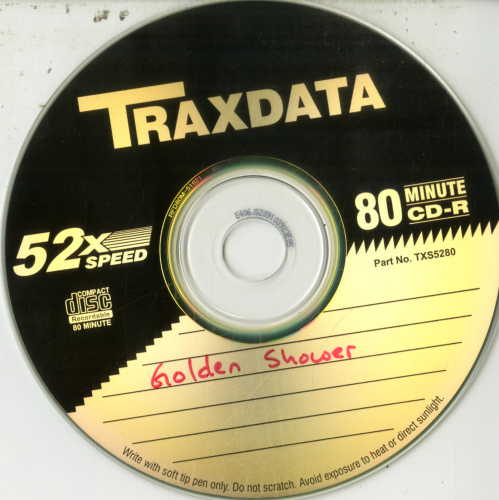 TRAXDATA
52X SPEED
80 MINUTE CD-R
Part No. TXS5280
COMPACT
disc
Recordable
80 MINUTE
Golden Shower
Write with soft tip pen only. Do not scratch. Avoid exposure to heat or direct sunlight.